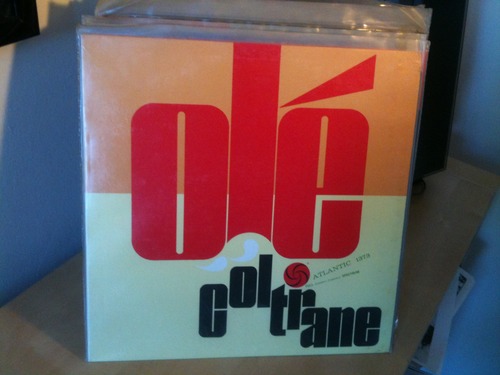 olé
ATLANTIC 1373
coltrane